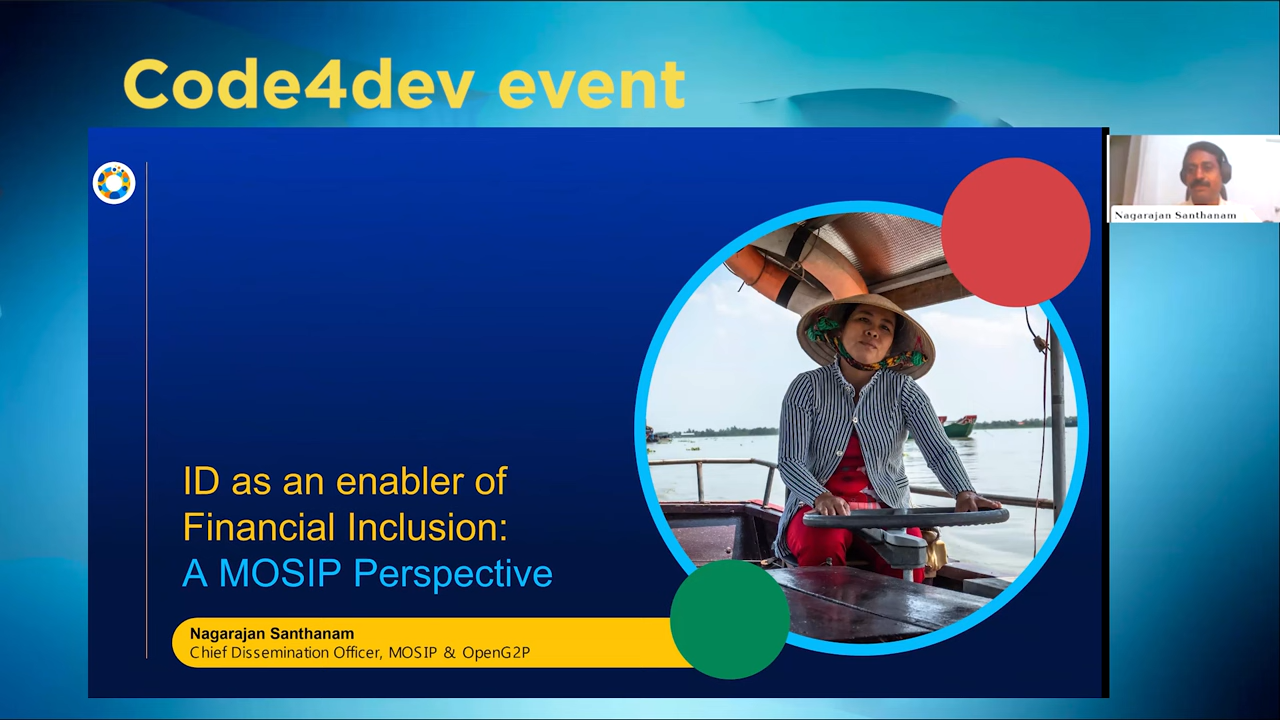 Code4dev event
Nagarajan Santhanam
ID as an enabler of
Financial Inclusion:
A MOSIP Perspective
Nagarajan Santhanam
Chief Dissemination Officer, MOSIP & OpenG2P